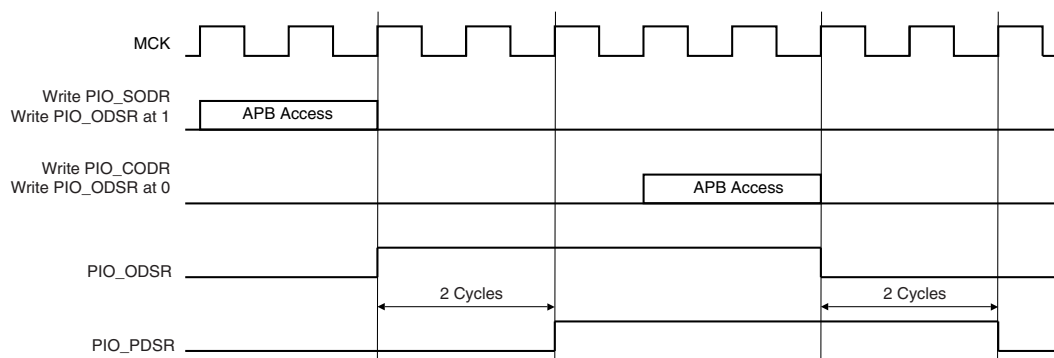 MCK
Write PIO_SODR
Write PIO_ODSR at 1
APB Access
Write PIO_CODR
Write PIO_ODSR at 0
APB Access
PIO_ODSR
2 Cycles
2 Cycles
PIO_PDSR